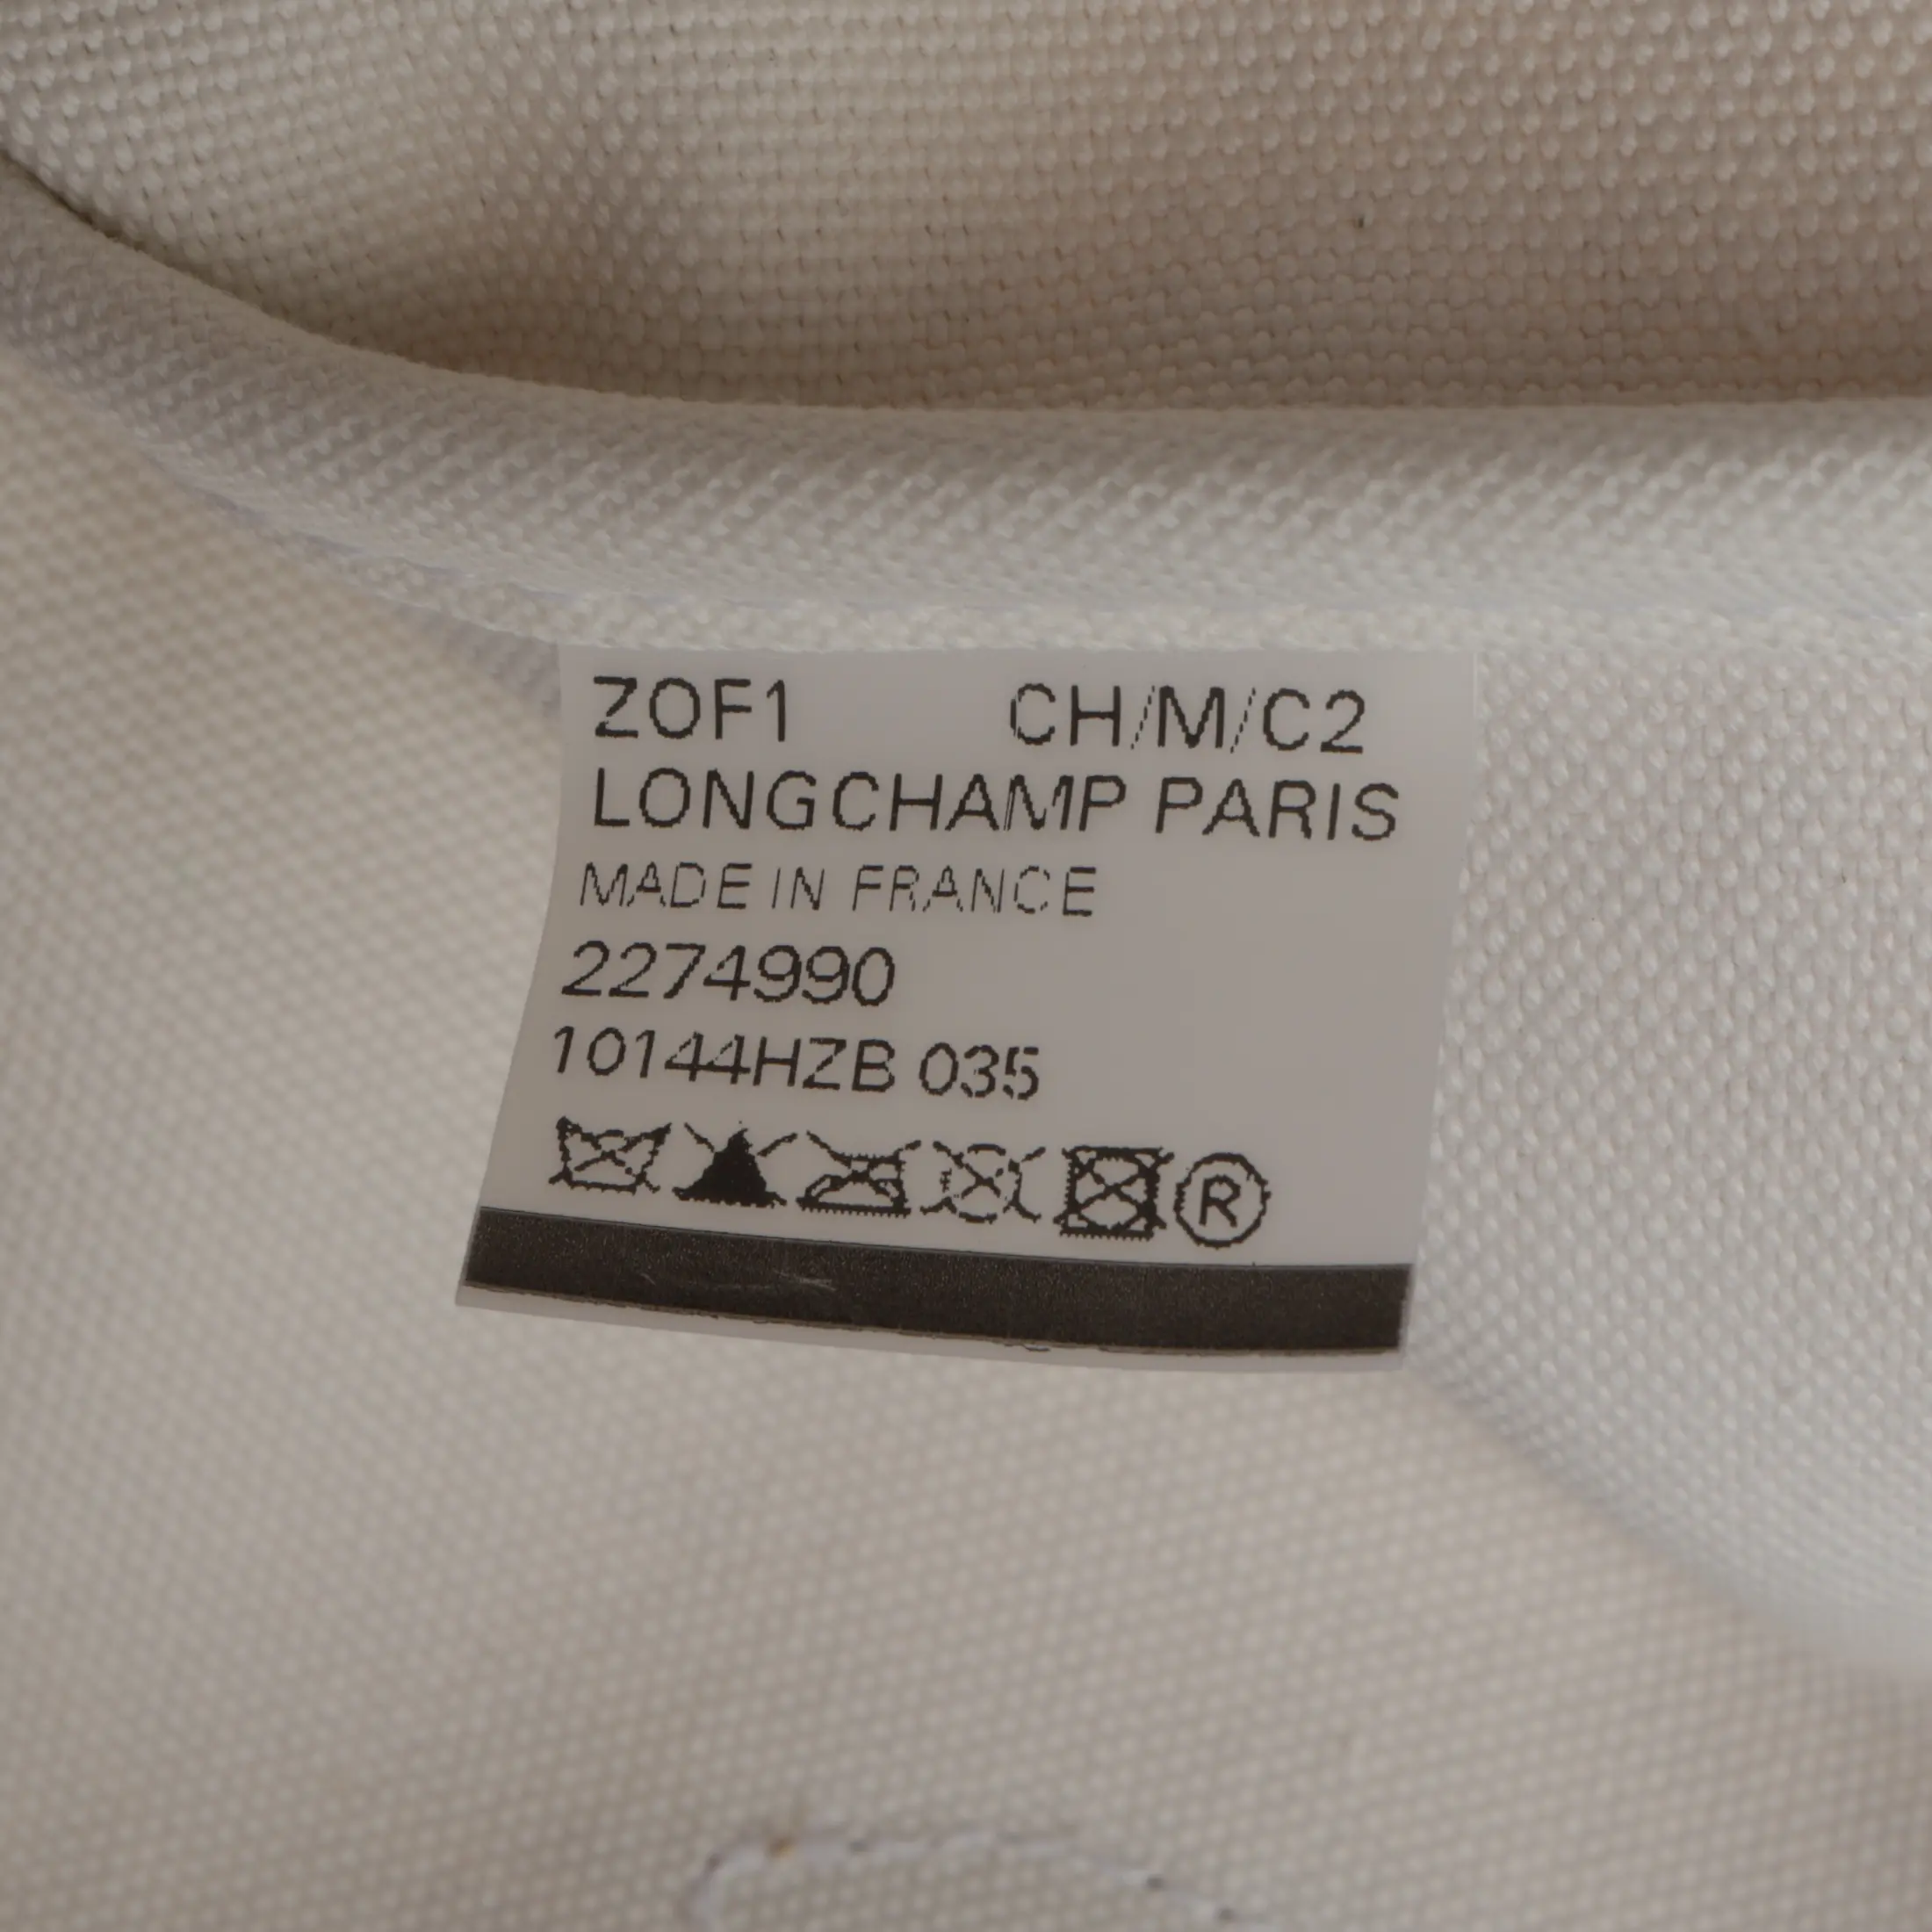 ZOF1 CH/M/C2
LONGCHAMP PARIS
MADE IN FRANCE
2274990
10144HZB 035
®